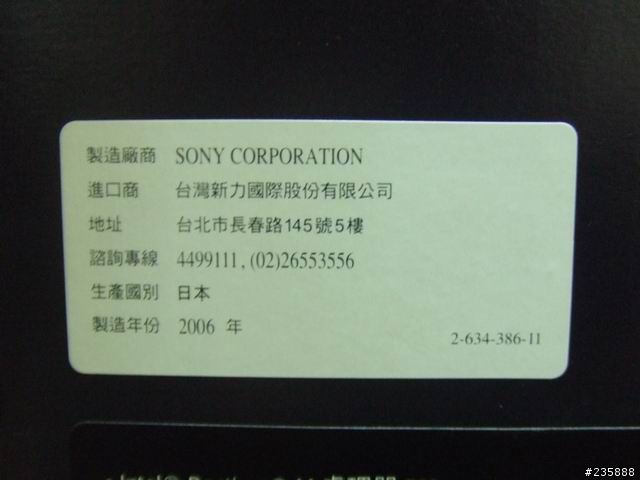 製造廠商 SONY CORPORATION
進口商 台灣新力國際股份有限公司
地址 台北市長春路145號5樓
諮詢專線 4499111, (02)26553556
生產國別 日本
製造年份 2006 年
2-634-386-11
#235888